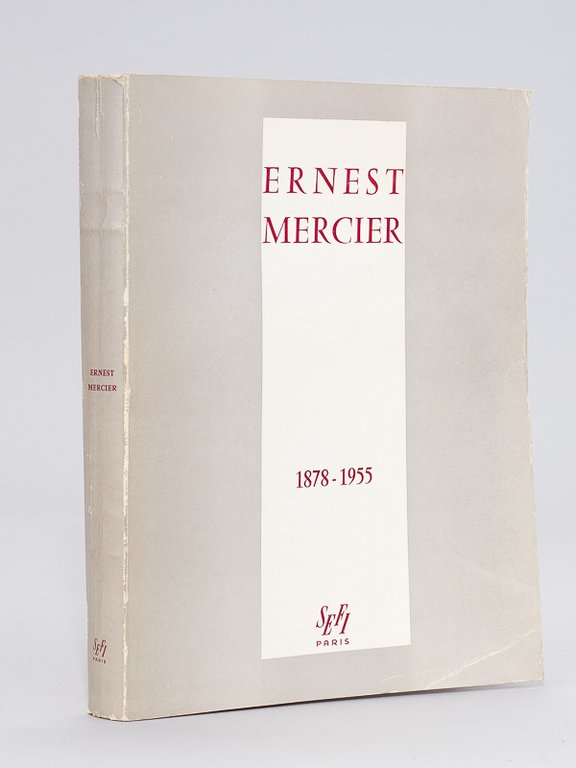 ERNEST
MERCIER
1878-1955
SEFI
PARIS
ERNEST
MERCIER
SEFI
PARIS